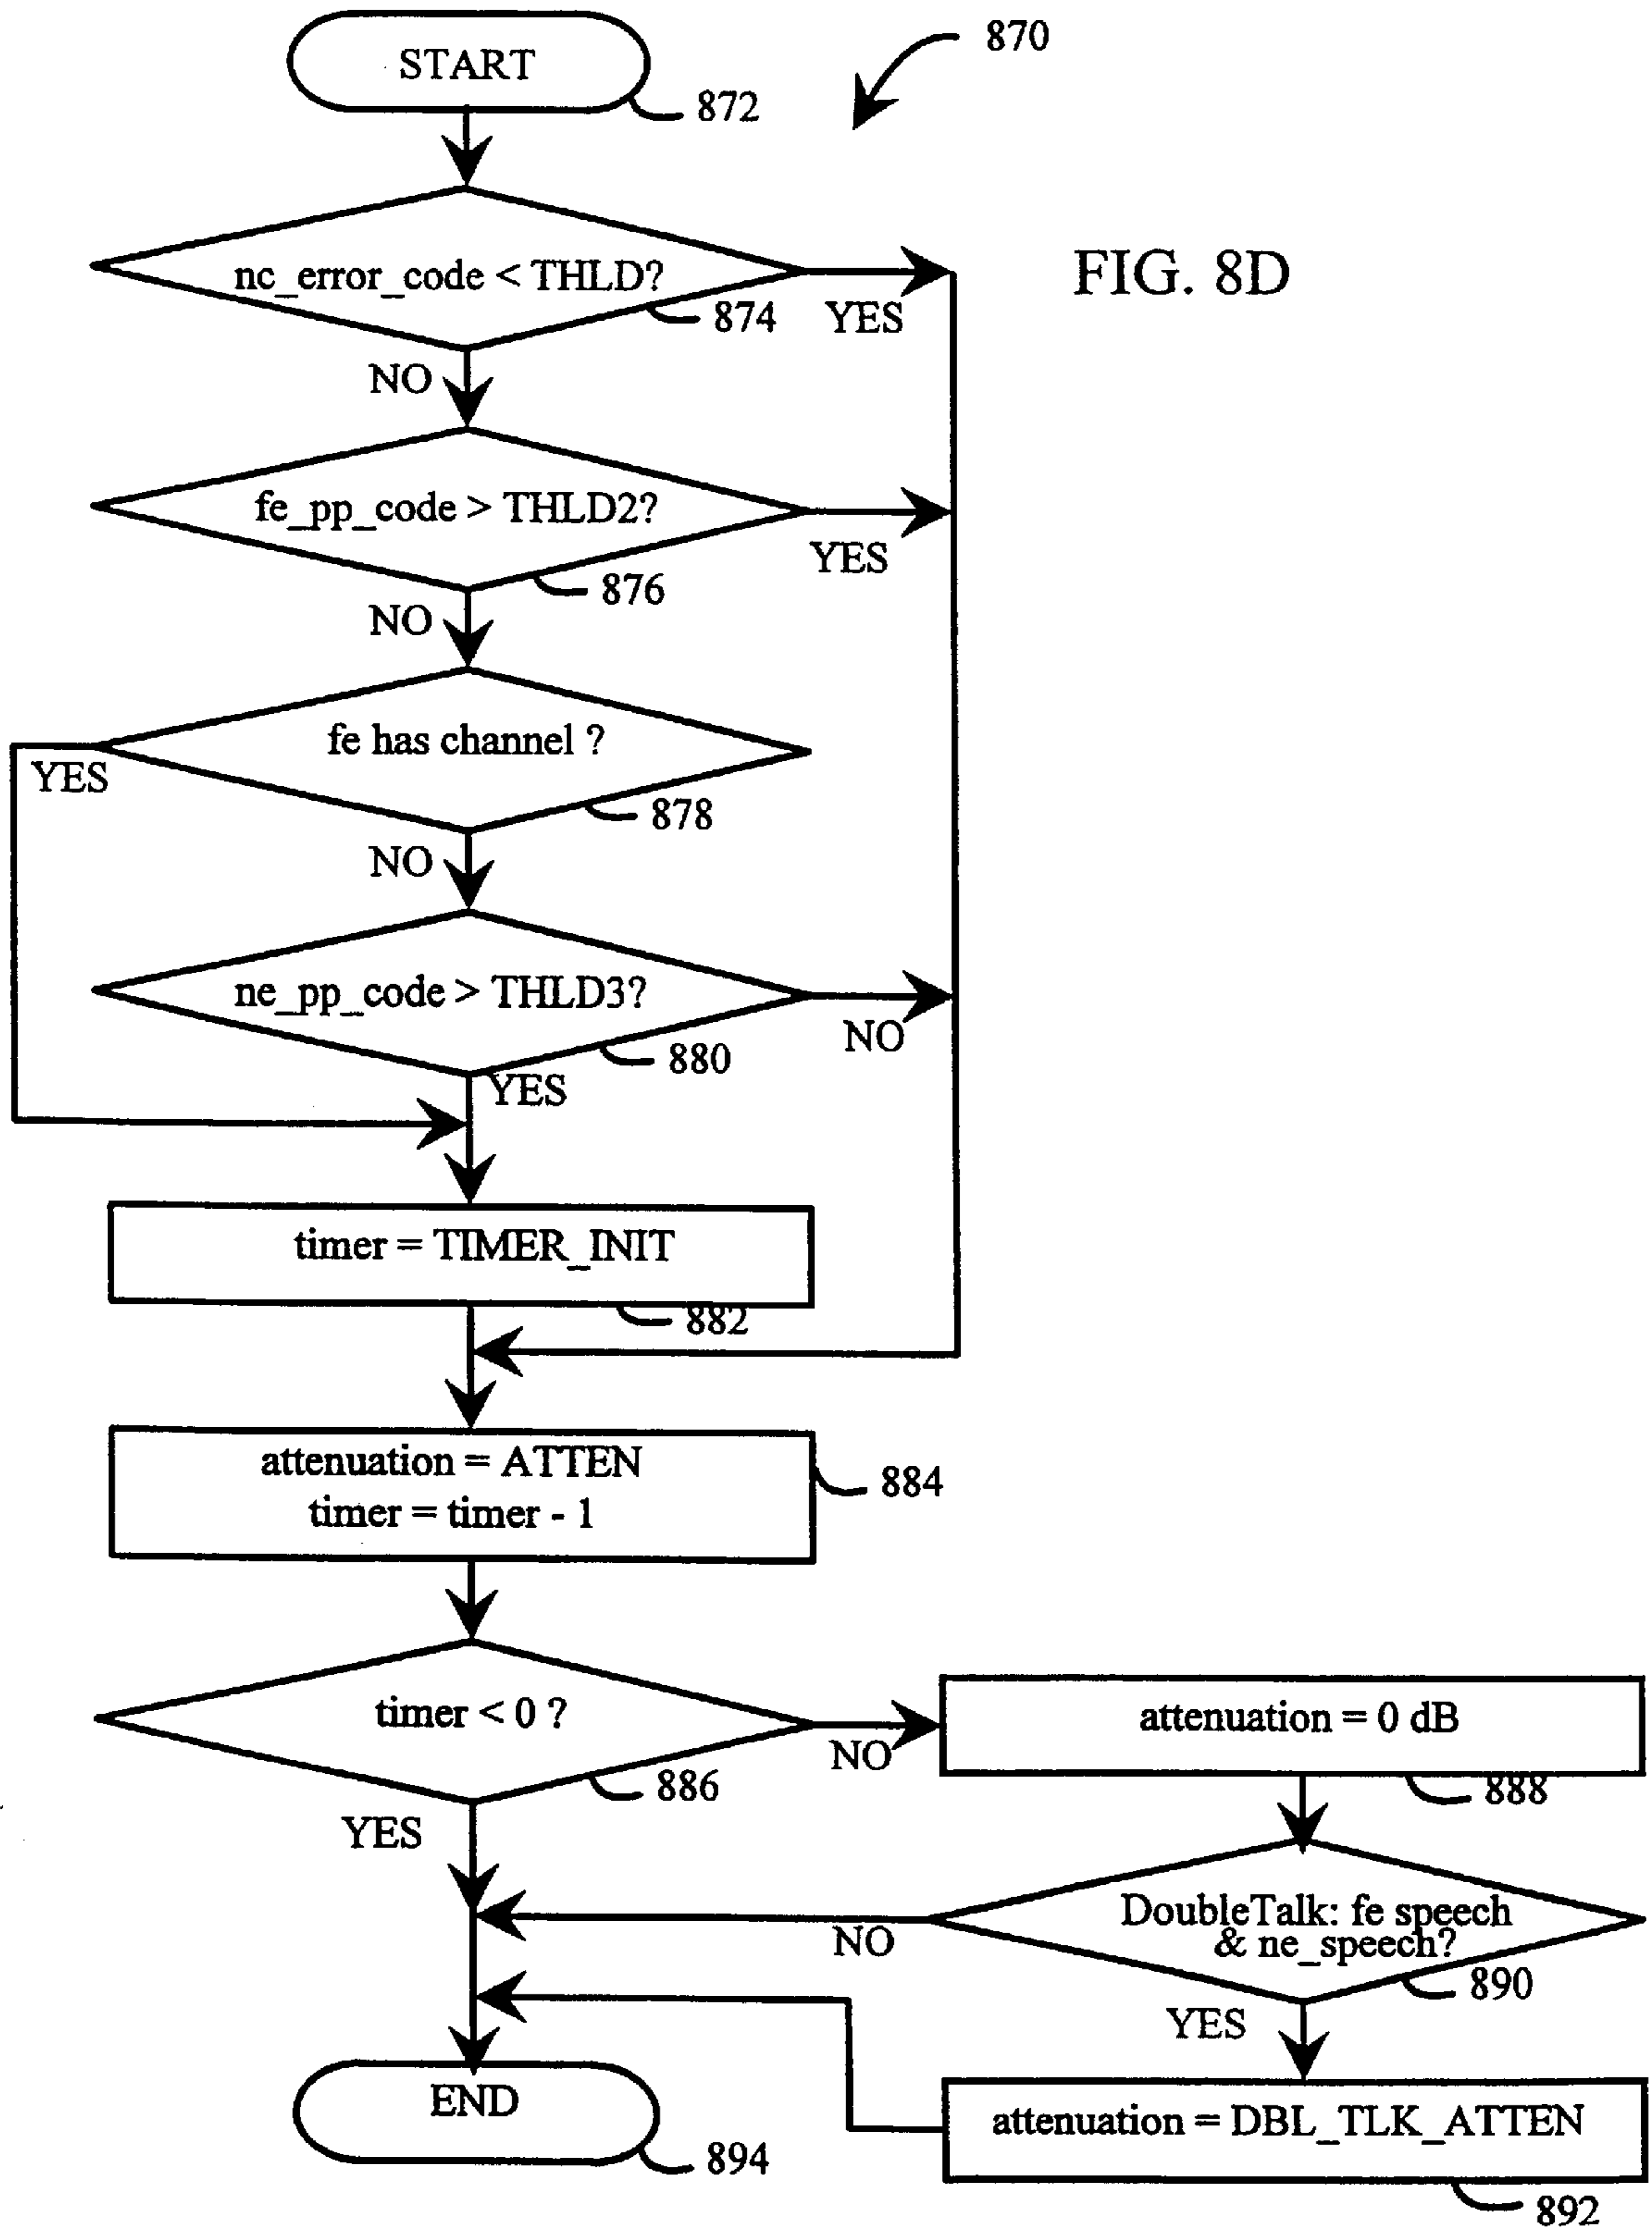 START
870
872
FIG. 8D
nc_error_code < THLD?
874
YES
NO
fe_pp_code > THLD2?
YES
876
NO
fe has channel ?
YES
878
NO
ne_pp_code > THLD3?
NO
880
YES
timer = TIMER_INIT
882
attenuation = ATTEN
timer = timer - 1
884
timer < 0 ?
NO
886
YES
attenuation = 0 dB
888
DoubleTalk: fe speech
& ne_speech?
NO
890
YES
END
894
attenuation = DBL_TLK_ATTEN
892